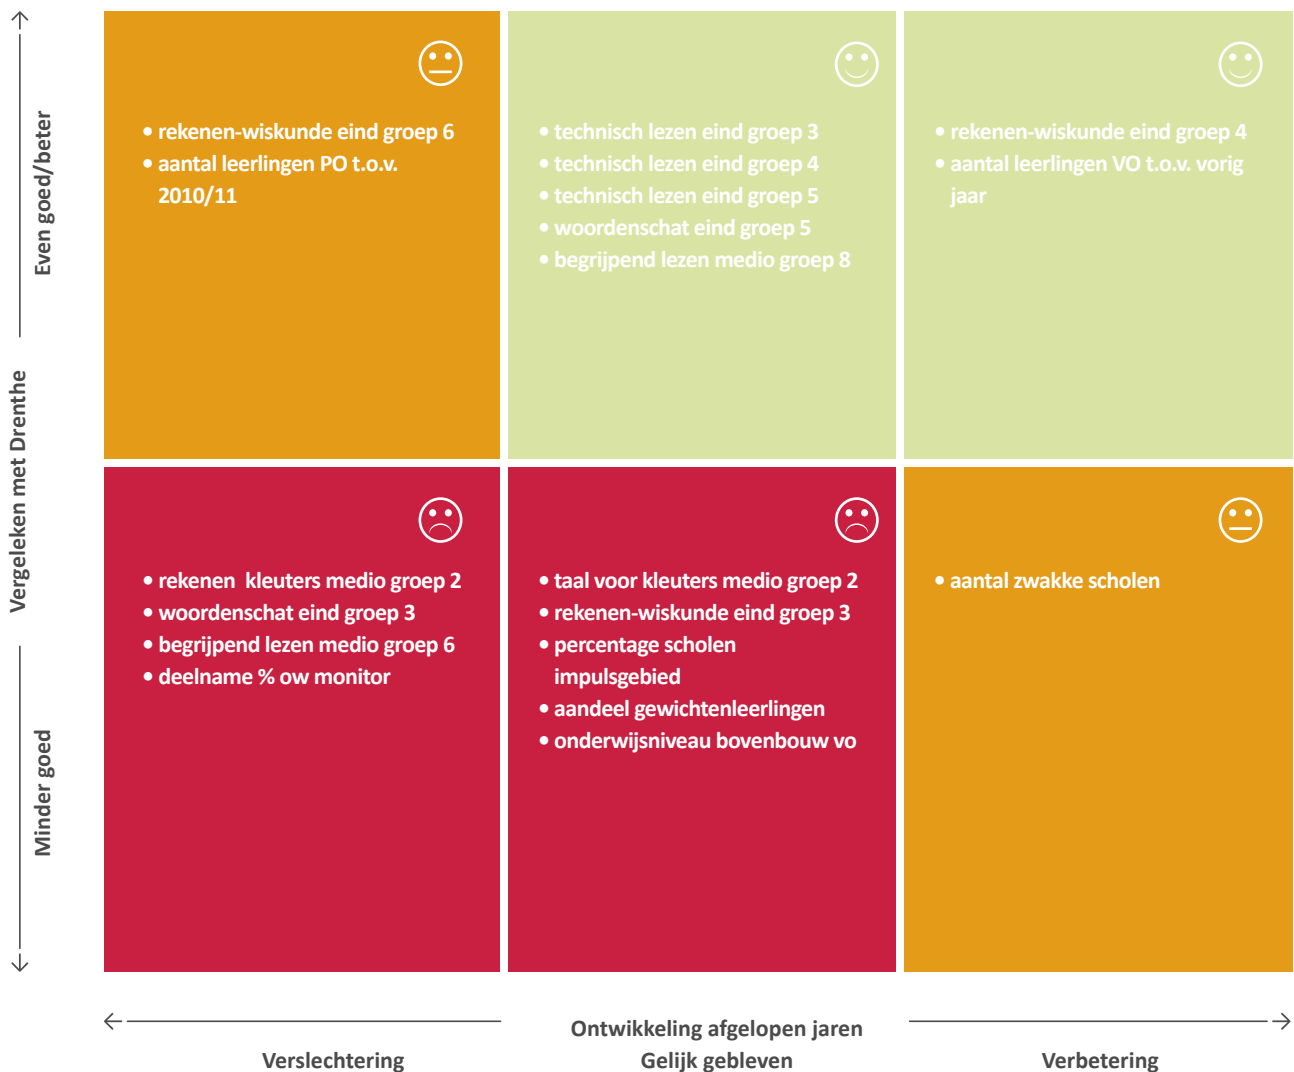 Even goed/beter
Vergeleken met Drenthe
Minder goed
• rekenen-wiskunde eind groep 6
• aantal leerlingen PO t.o.v.
2010/11
• technisch lezen eind groep 3
• technisch lezen eind groep 4
• technisch lezen eind groep 5
• woordenschat eind groep 5
• begrijpend lezen medio groep 8
• rekenen-wiskunde eind groep 4
• aantal leerlingen VO t.o.v. vorig
jaar
• rekenen kleuters medio groep 2
• woordenschat eind groep 3
• begrijpend lezen medio groep 6
• deelname % ow monitor
• taal voor kleuters medio groep 2
• rekenen-wiskunde eind groep 3
• percentage scholen
impulsgebied
• aandeel gewichtenleerlingen
• onderwijsniveau bovenbouw vo
• aantal zwakke scholen
Ontwikkeling afgelopen jaren
Verslechtering
Gelijk gebleven
Verbetering